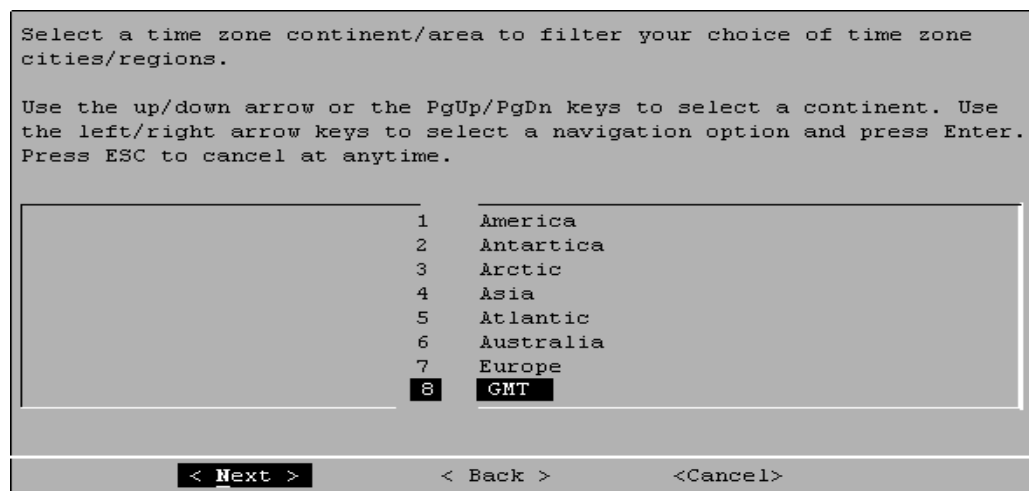 Select a time zone continent/area to filter your choice of time zone
cities/regions.
Use the up/down arrow or the PgUp/PgDn keys to select a continent. Use
the left/right arrow keys to select a navigation option and press Enter.
Press ESC to cancel at anytime.
1 America
2 Antartica
3 Arctic
4 Asia
5 Atlantic
6 Australia
7 Europe
8 GMT
< Next > < Back > <Cancel>